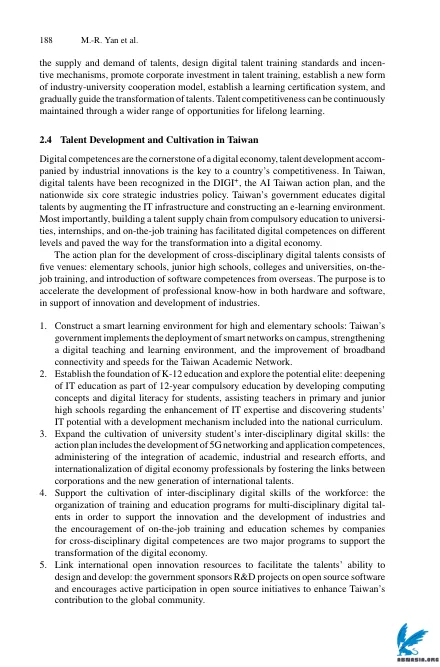 188 M.-R. Yan et al.
the supply and demand of talents, design digital talent training standards and incen-
tive mechanisms, promote corporate investment in talent training, establish a new form
of industry-university cooperation model, establish a learning certification system, and
gradually guide the transformation of talents. Talent competitiveness can be continuously
maintained through a wider range of opportunities for lifelong learning.
2.4 Talent Development and Cultivation in Taiwan
Digital competences are the cornerstone of a digital economy, talent development accom-
panied by industrial innovations is the key to a country's competitiveness. In Taiwan,
digital talents have been recognized in the DIGI+, the AI Taiwan action plan, and the
nationwide six core strategic industries policy. Taiwan's government educates digital
talents by augmenting the IT infrastructure and constructing an e-learning environment.
Most importantly, building a talent supply chain from compulsory education to universi-
ties, internships, and on-the-job training has facilitated digital competences on different
levels and paved the way for the transformation into a digital economy.
The action plan for the development of cross-disciplinary digital talents consists of
five venues: elementary schools, junior high schools, colleges and universities, on-the-
job training, and introduction of software competences from overseas. The purpose is to
accelerate the development of professional know-how in both hardware and software,
in support of innovation and development of industries.
1. Construct a smart learning environment for high and elementary schools: Taiwan's
government implements the deployment of smart networks on campus, strengthening
a digital teaching and learning environment, and the improvement of broadband
connectivity and speeds for the Taiwan Academic Network.
2. Establish the foundation of K-12 education and explore the potential elite: deepening
of IT education as part of 12-year compulsory education by developing computing
concepts and digital literacy for students, assisting teachers in primary and junior
high schools regarding the enhancement of IT expertise and discovering students'
IT potential with a development mechanism included into the national curriculum.
3. Expand the cultivation of university student's inter-disciplinary digital skills: the
action plan includes the development of 5G networking and application competences,
administering of the integration of academic, industrial and research efforts, and
internationalization of digital economy professionals by fostering the links between
corporations and the new generation of international talents.
4. Support the cultivation of inter-disciplinary digital skills of the workforce: the
organization of training and education programs for multi-disciplinary digital tal-
ents in order to support the innovation and the development of industries and
the encouragement of on-the-job training and education schemes by companies
for cross-disciplinary digital competences are two major programs to support the
transformation of the digital economy.
5. Link international open innovation resources to facilitate the talents' ability to
design and develop: the government sponsors R&D projects on open source software
and encourages active participation in open source initiatives to enhance Taiwan's
contribution to the global community.